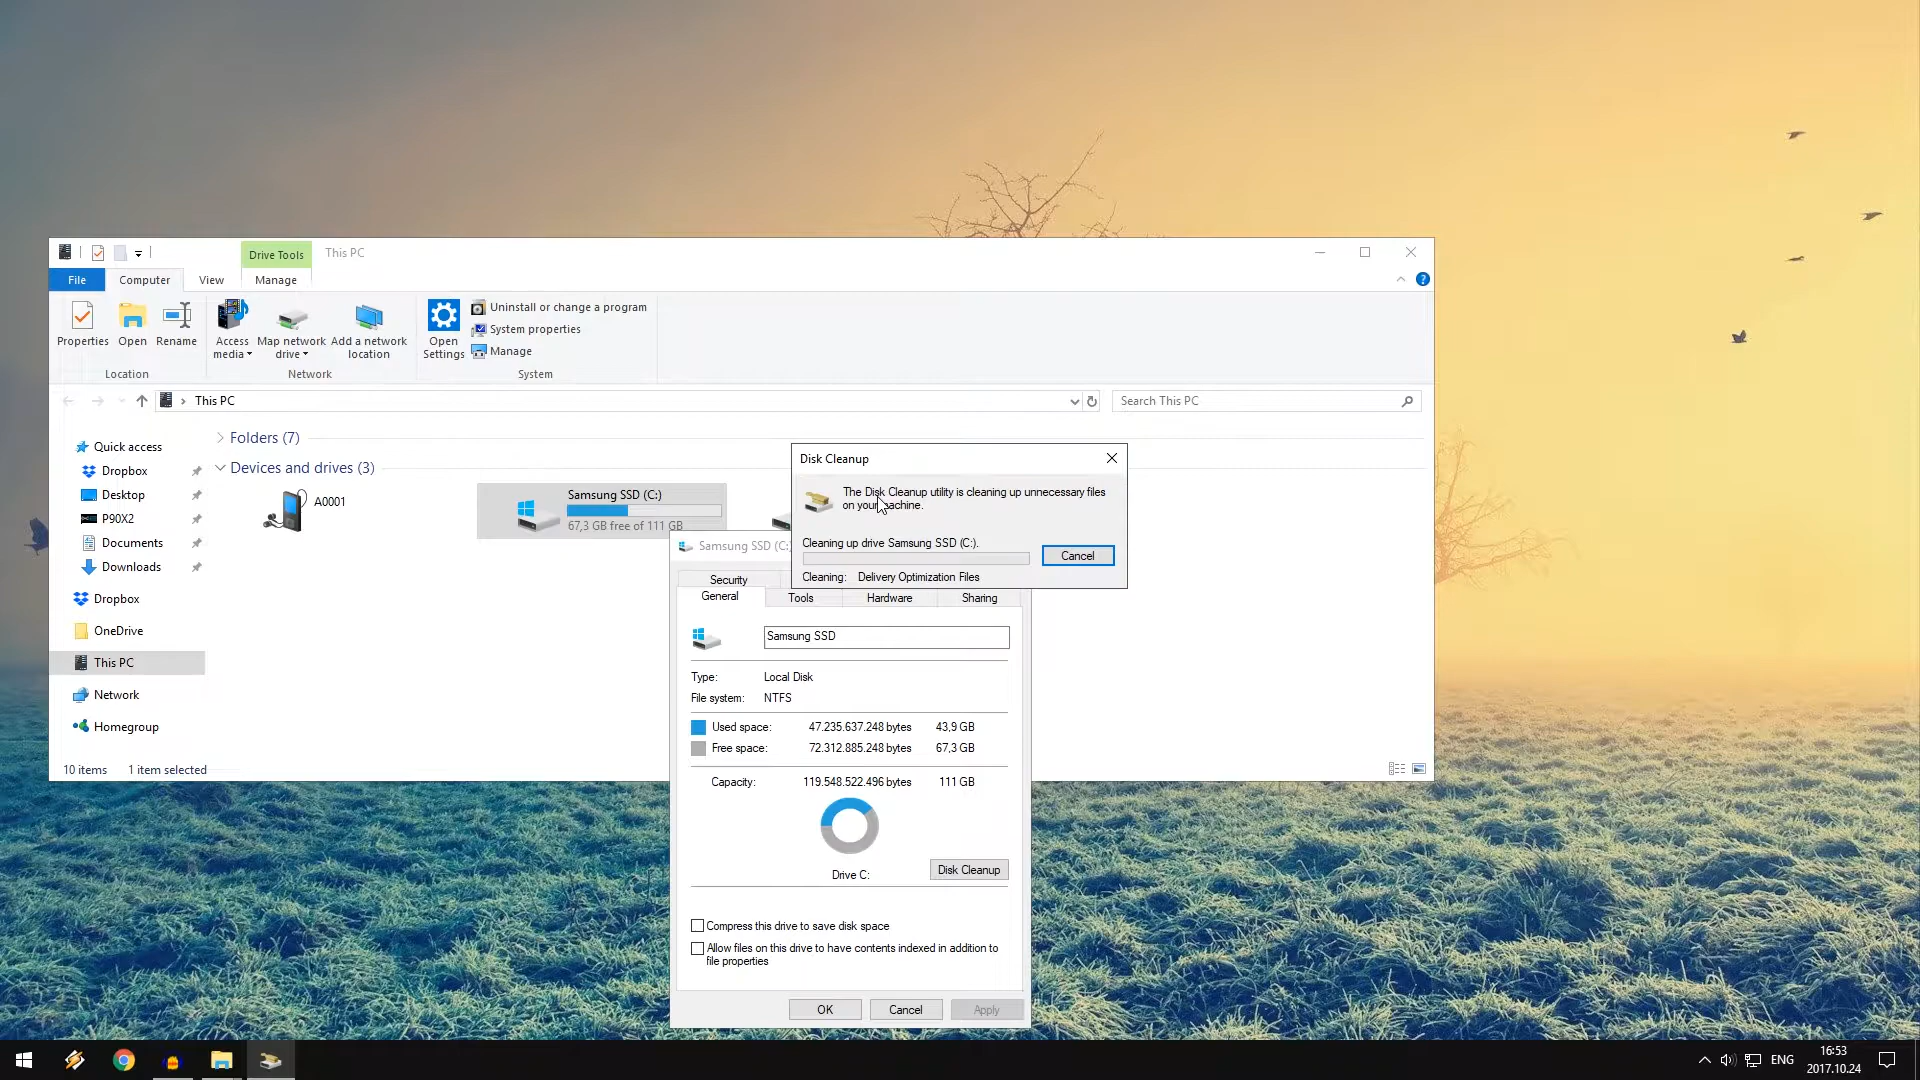 Drive Tools
This PC
File
Computer
View
Manage
Properties
Open
Rename
Access media
Map network drive
Add a network location
Open Settings
Uninstall or change a program
System properties
Manage
Location
Network
System
This PC
Search This PC
Quick access
Dropbox
Desktop
P90X2
Documents
Downloads
Dropbox
OneDrive
This PC
Network
Homegroup
Folders (7)
Devices and drives (3)
A0001
Samsung SSD (C:)
67,3 GB free of 111 GB
10 items 1 item selected
Disk Cleanup
The Disk Cleanup utility is cleaning up unnecessary files
on your machine.
Cleaning up drive Samsung SSD (C:).
Cancel
Cleaning: Delivery Optimization Files
Samsung SSD (C:)
Security
General
Tools
Hardware
Sharing
Samsung SSD
Type: Local Disk
File system: NTFS
Used space: 47.235.637.248 bytes 43,9 GB
Free space: 72.312.885.248 bytes 67,3 GB
Capacity: 119.548.522.496 bytes 111 GB
Drive C:
Disk Cleanup
Compress this drive to save disk space
Allow files on this drive to have contents indexed in addition to
file properties
OK
Cancel
Apply
ENG
16:53
2017.10.24